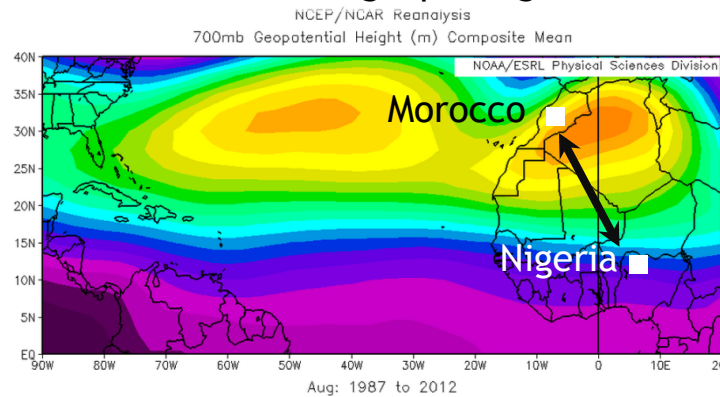 NCEP/NCAR Reanalysis
700mb Geopotential Height (m) Composite Mean
NOAA/ESRL Physical Sciences Division
40N
35N
30N
25N
20N
15N
10N
5N
EQ
Morocco
Nigeria
90W 80W 70W 60W 50W 40W 30W 20W 10W 0 10E 20
Aug: 1987 to 2012